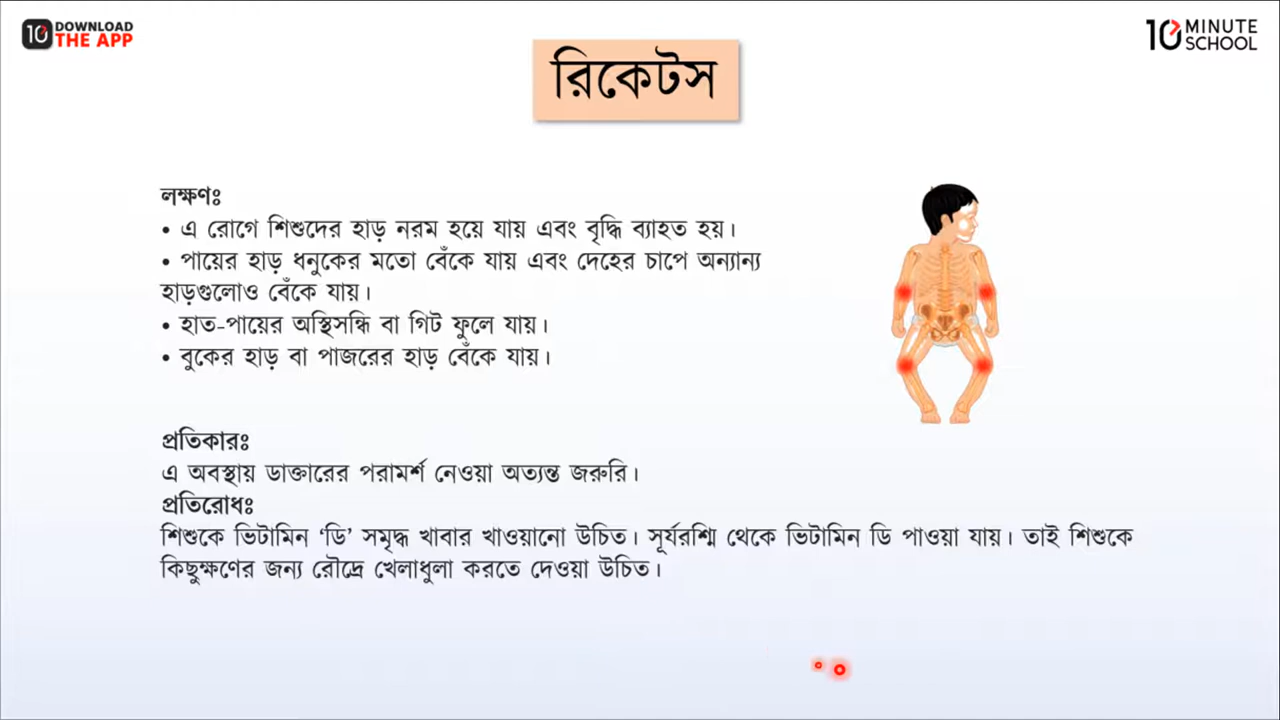 10 DOWNLOAD
THE APP
10 MINUTE
SCHOOL
রিকেটস
লক্ষণঃ
• এ রোগে শিশুদের হাড় নরম হয়ে যায় এবং বৃদ্ধি ব্যাহত হয়।
• পায়ের হাড় ধনুকের মতো বেঁকে যায় এবং দেহের চাপে অন্যান্য
হাড়গুলোও বেঁকে যায়।
• হাত-পায়ের অস্থিসন্ধি বা গিট ফুলে যায়।
• বুকের হাড় বা পাজরের হাড় বেঁকে যায়।
প্রতিকারঃ
এ অবস্থায় ডাক্তারের পরামর্শ নেওয়া অত্যন্ত জরুরি।
প্রতিরোধঃ
শিশুকে ভিটামিন ‘ডি’ সমৃদ্ধ খাবার খাওয়ানো উচিত। সূর্যরশ্মি থেকে ভিটামিন ডি পাওয়া যায়। তাই শিশুকে
কিছুক্ষণের জন্য রৌদ্রে খেলাধুলা করতে দেওয়া উচিত।